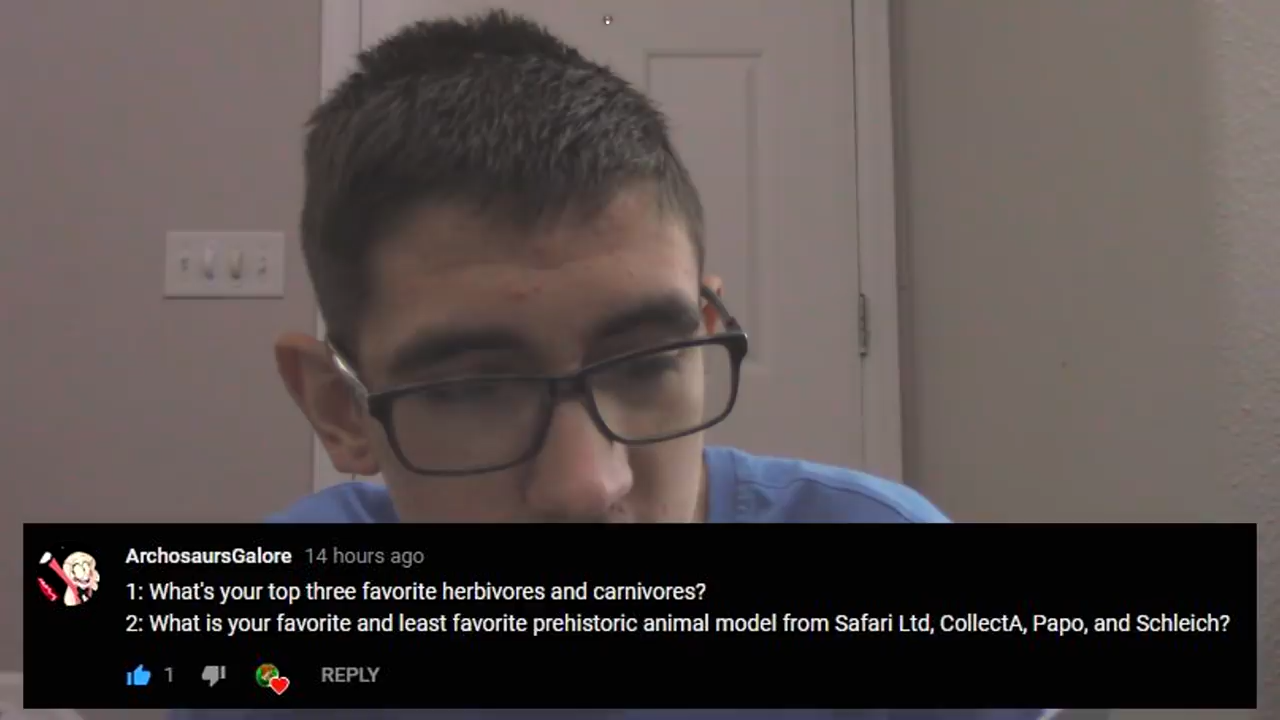 ArchosaursGalore 14 hours ago
1: What's your top three favorite herbivores and carnivores?
2: What is your favorite and least favorite prehistoric animal model from Safari Ltd, CollectA, Papo, and Schleich?
1 REPLY